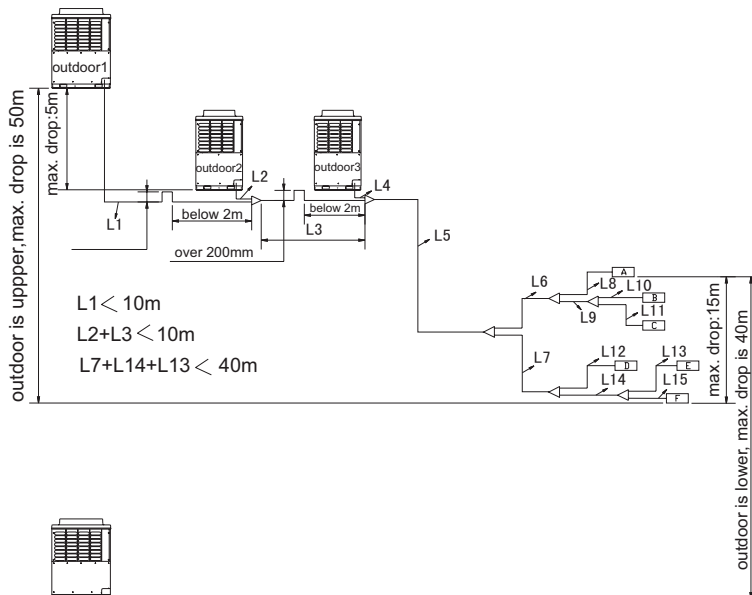 outdoor1
outdoor is uppper,max. drop is 50m
max. drop:5m
outdoor2
outdoor3
L2
L4
L1
below 2m
below 2m
L3
over 200mm
L5
L1＜10m
L2+L3＜10m
L7+L14+L13＜40m
L6
L8
A
L10
B
L9
L11
C
L7
L12
D
L13
E
L14
L15
F
max. drop:15m
outdoor is lower, max. drop is 40m